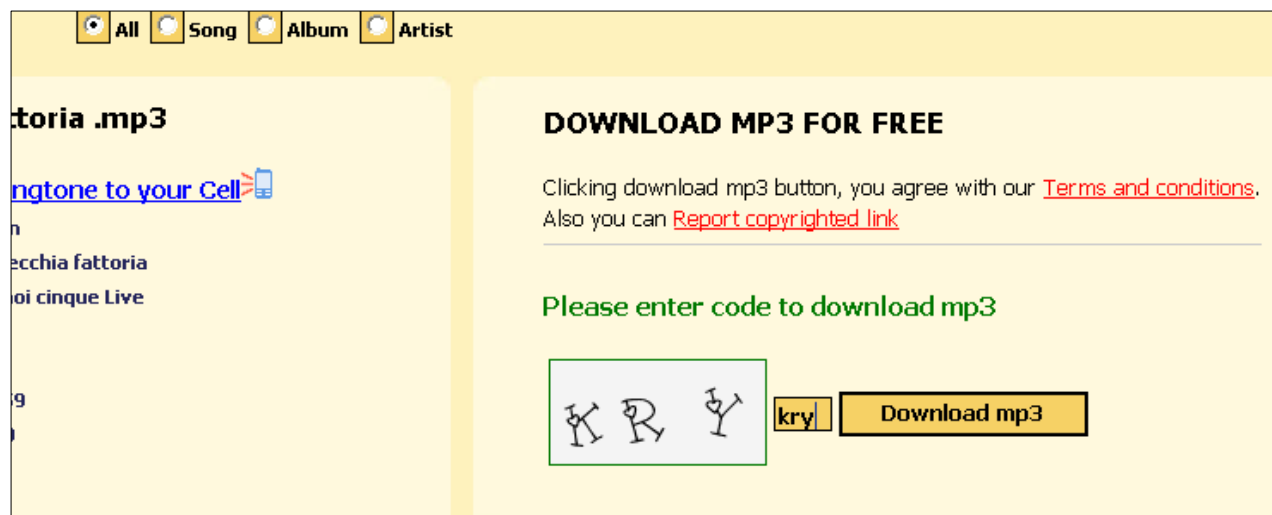 All Song Album Artist
ttoria .mp3
ngtone to your Cell
n
ecchia fattoria
oi cinque Live
9
DOWNLOAD MP3 FOR FREE
Clicking download mp3 button, you agree with our Terms and conditions.
Also you can Report copyrighted link
Please enter code to download mp3
KRY
kry
Download mp3